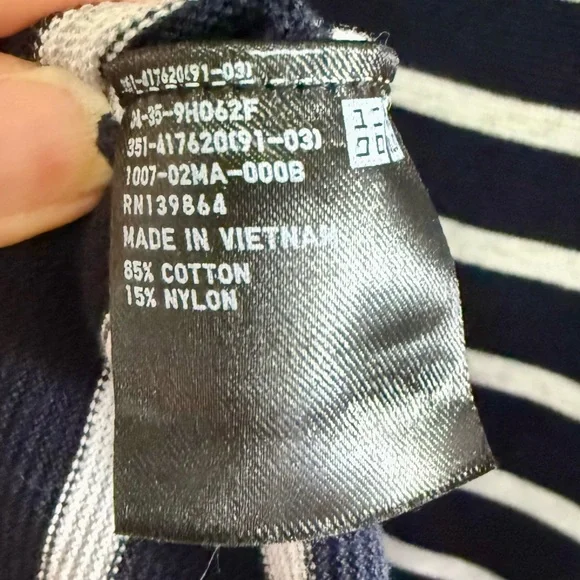 351-417620(91-03)
-35-9H062F
351-417620(91-03)
1007-02MA-000B
RN139864
MADE IN VIETNAM
85% COTTON
15% NYLON